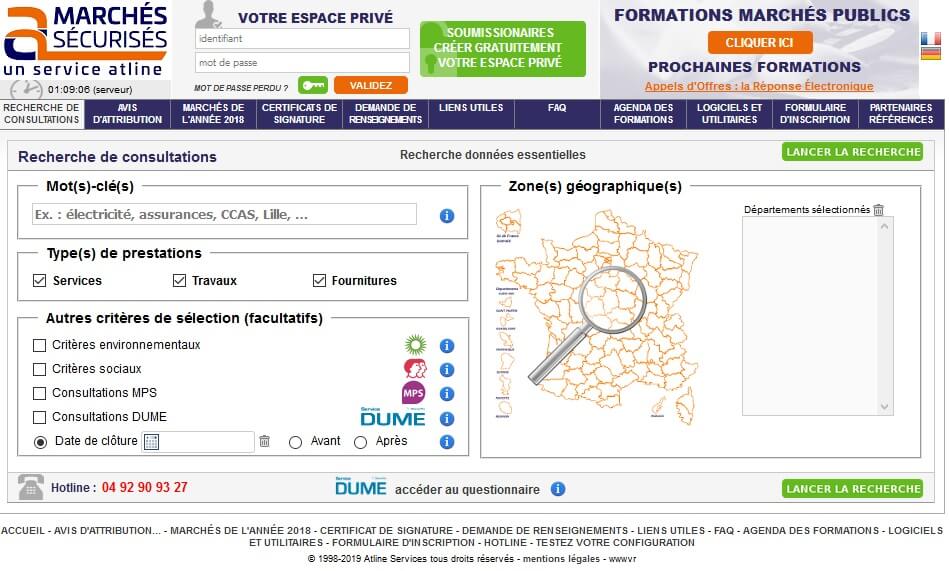 MARCHÉS
SÉCURISÉS
un service atline
01:09:06 (serveur)
VOTRE ESPACE PRIVÉ
identifiant
mot de passe
MOT DE PASSE PERDU ?
VALIDEZ
SOUMISSIONAIRES
CRÉER GRATUITEMENT
VOTRE ESPACE PRIVÉ
FORMATIONS MARCHÉS PUBLICS
CLIQUER ICI
PROCHAINES FORMATIONS
Appels d'Offres : la Réponse Électronique
RECHERCHE DE
CONSULTATIONS
AVIS
D'ATTRIBUTION
MARCHÉS DE
L'ANNÉE 2018
CERTIFICATS DE
SIGNATURE
DEMANDE DE
RENSEIGNEMENTS
LIENS UTILES
FAQ
AGENDA DES
FORMATIONS
LOGICIELS ET
UTILITAIRES
FORMULAIRE
D'INSCRIPTION
PARTENAIRES
RÉFÉRENCES
Recherche de consultations
Recherche données essentielles
LANCER LA RECHERCHE
Mot(s)-clé(s)
Ex. : électricité, assurances, CCAS, Lille, ...
Type(s) de prestations
Services
Travaux
Fournitures
Autres critères de sélection (facultatifs)
Critères environnementaux
Critères sociaux
Consultations MPS
MPS
Consultations DUME
Service
DUME
Date de clôture
Avant
Après
Zone(s) géographique(s)
Départements sélectionnés
Hotline : 04 92 90 93 27
Service
DUME
accéder au questionnaire
LANCER LA RECHERCHE
ACCUEIL - AVIS D'ATTRIBUTION... - MARCHÉS DE L'ANNÉE 2018 - CERTIFICAT DE SIGNATURE - DEMANDE DE RENSEIGNEMENTS - LIENS UTILES - FAQ - AGENDA DES FORMATIONS - LOGICIELS
ET UTILITAIRES - FORMULAIRE D'INSCRIPTION - HOTLINE - TESTEZ VOTRE CONFIGURATION
© 1998-2019 Atline Services tous droits réservés - mentions légales - wwwvr